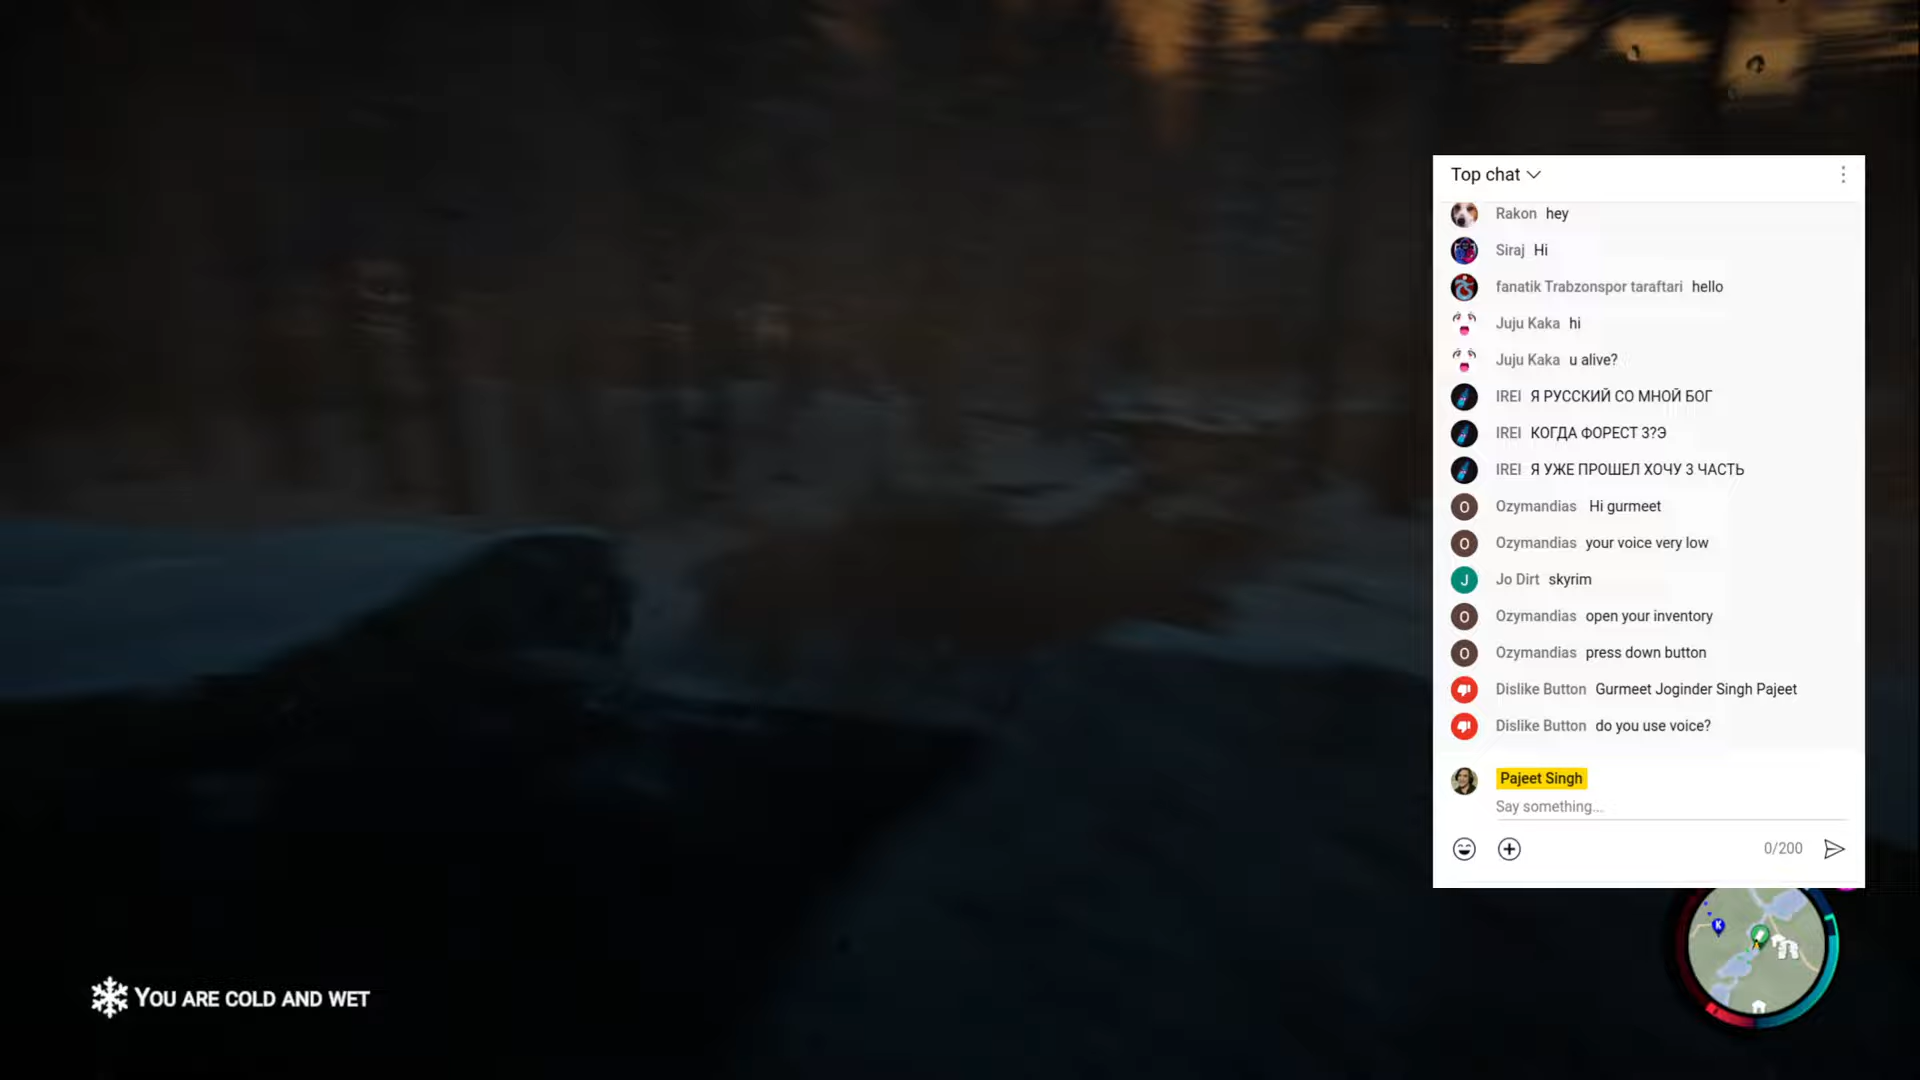 Top chat
Rakon hey
Siraj Hi
fanatik Trabzonspor taraftari hello
Juju Kaka hi
Juju Kaka u alive?
IREI Я РУССКИЙ СО МНОЙ БОГ
IREI КОГДА ФОРЕСТ 3?Э
IREI Я УЖЕ ПРОШЕЛ ХОЧУ 3 ЧАСТЬ
O Ozymandias Hi gurmeet
O Ozymandias your voice very low
J Jo Dirt skyrim
O Ozymandias open your inventory
O Ozymandias press down button
Dislike Button Gurmeet Joginder Singh Pajeet
Dislike Button do you use voice?
Pajeet Singh
Say something...
0/200
K
YOU ARE COLD AND WET